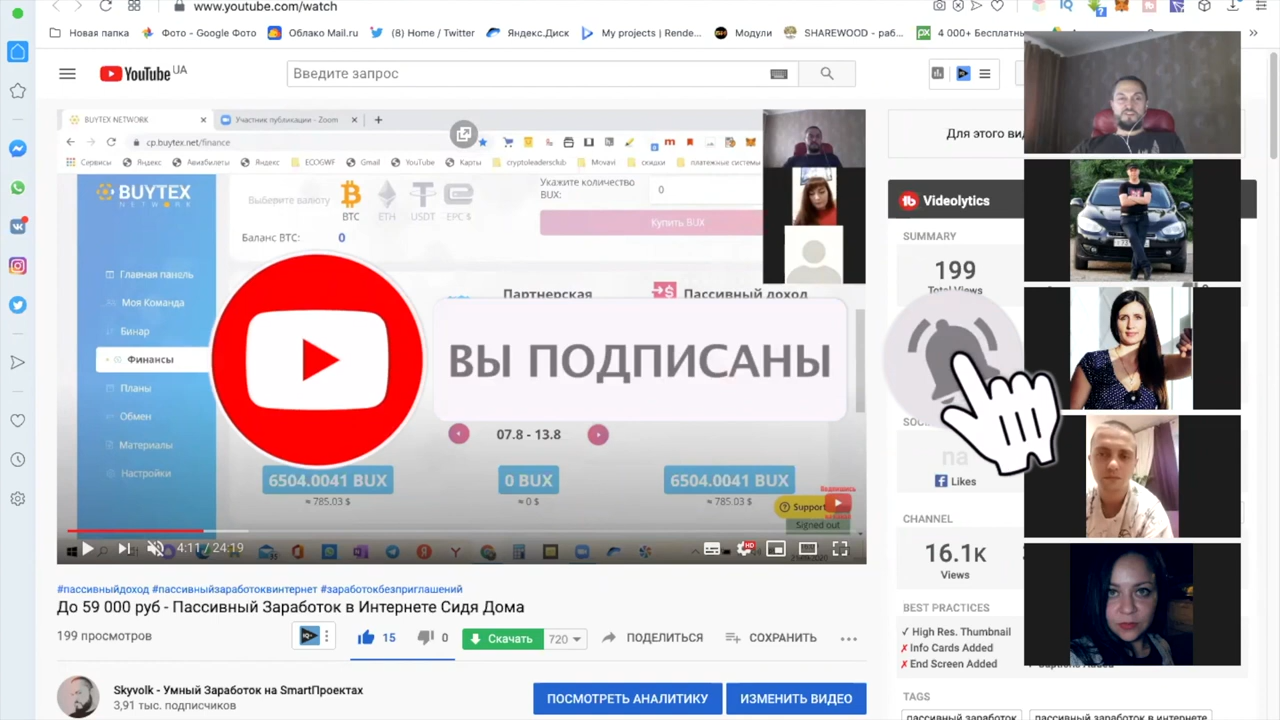 www.youtube.com/watch
Новая папка
Фото - Google Фото
Облако Mail.ru
(8) Home / Twitter
Яндекс.Диск
My projects | Rende...
Модули
SHAREWOOD - раб...
4 000+ Бесплатны
YouTube UA
Введите запрос
BUYTEX NETWORK
Участник публикации - Zoom
cp.buytex.net/finance
Сервисы
Яндекс
Авиабилеты
Яндекс
ECOGWF
Gmail
YouTube
Карты
cryptoleadersclub
Movavi
скидки
платежные системы
BUYTEX
NETWORK
Выберите валюту
BTC
ETH
USDT
EPC $
Баланс BTC: 0
Укажите количество
BUX:
0
Купить BUX
Главная панель
Моя Команда
Бинар
Финансы
Планы
Обмен
Материалы
Настройки
Партнерская
Пассивный доход
ВЫ ПОДПИСАНЫ
07.8 - 13.8
6504.0041 BUX
≈ 785.03 $
0 BUX
≈ 0 $
6504.0041 BUX
≈ 785.03 $
Support
Signed out
4:11 / 24:19
HD
#пассивныйдоход #пассивныйзаработоквинтернет #заработокбезприглашений
До 59 000 руб - Пассивный Заработок в Интернете Сидя Дома
199 просмотров
15
0
Скачать
720
ПОДЕЛИТЬСЯ
СОХРАНИТЬ
Skyvolk - Умный Заработок на SmartПроектах
3,91 тыс. подписчиков
ПОСМОТРЕТЬ АНАЛИТИКУ
ИЗМЕНИТЬ ВИДЕО
Для этого
Videolytics
SUMMARY
199
Total Views
na
Likes
CHANNEL
16.1к
Views
BEST PRACTICES
✓ High Res. Thumbnail
✗ Info Cards Added
✗ End Screen Added
TAGS
пассивный заработок
пассивный заработок в интернете